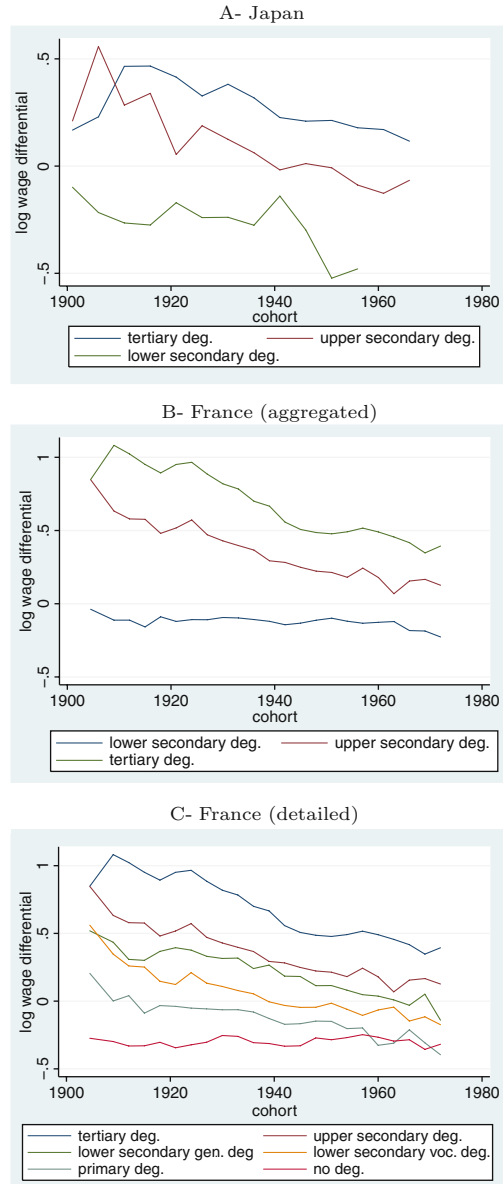 A- Japan
.5
0
-.5
log wage differential
1900 1920 1940 1960 1980
cohort
tertiary deg. upper secondary deg.
lower secondary deg.
B- France (aggregated)
1
.5
0
-.5
log wage differential
1900 1920 1940 1960 1980
cohort
lower secondary deg. upper secondary deg.
tertiary deg.
C- France (detailed)
1
.5
0
-.5
log wage differential
1900 1920 1940 1960 1980
cohort
tertiary deg. upper secondary deg.
lower secondary gen. deg lower secondary voc. deg.
primary deg. no deg.